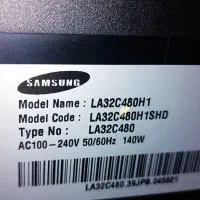 SAMSUNG
Model Name : LA32C480H1
Model Code : LA32C480H1SHD
Type No : LA32C480
AC100-240V 50/60Hz 140W